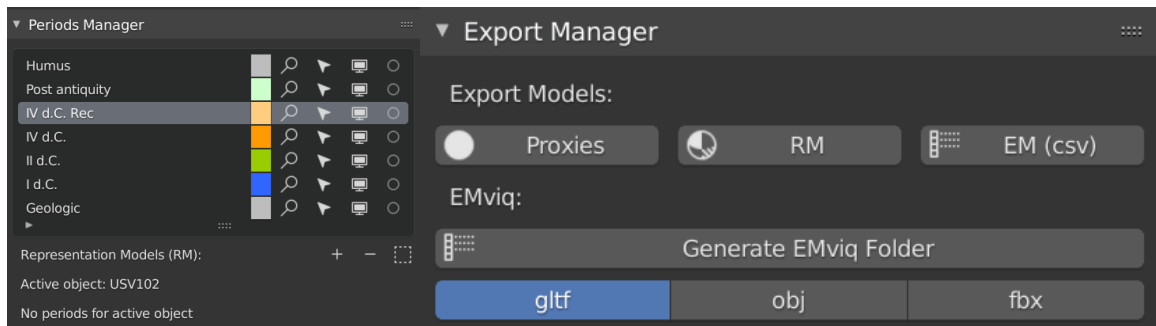 Periods Manager
Humus
Post antiquity
IV d.C. Rec
IV d.C.
II d.C.
I d.C.
Geologic
Representation Models (RM):
Active object: USV102
No periods for active object
Export Manager
Export Models:
Proxies RM EM (csv)
EMviq:
Generate EMviq Folder
gltf obj fbx